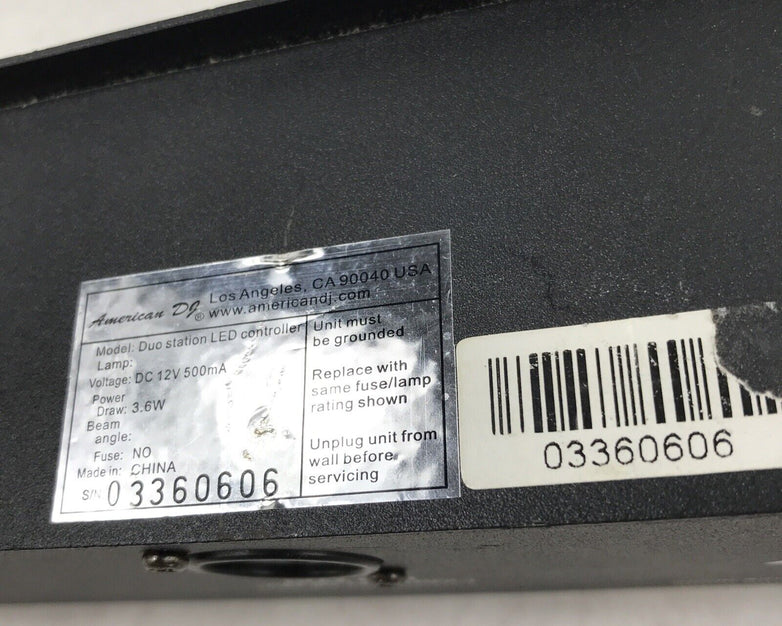 American DJ® Los Angeles, CA 90040 USA
www.americandj.com
Model: Duo station LED controller
Lamp:
Voltage: DC 12V 500mA
Power
Draw: 3.6W
Beam
angle:
Fuse: NO
Made in: CHINA
S/N 03360606
Unit must
be grounded
Replace with
same fuse/lamp
rating shown
Unplug unit from
wall before
servicing
03360606